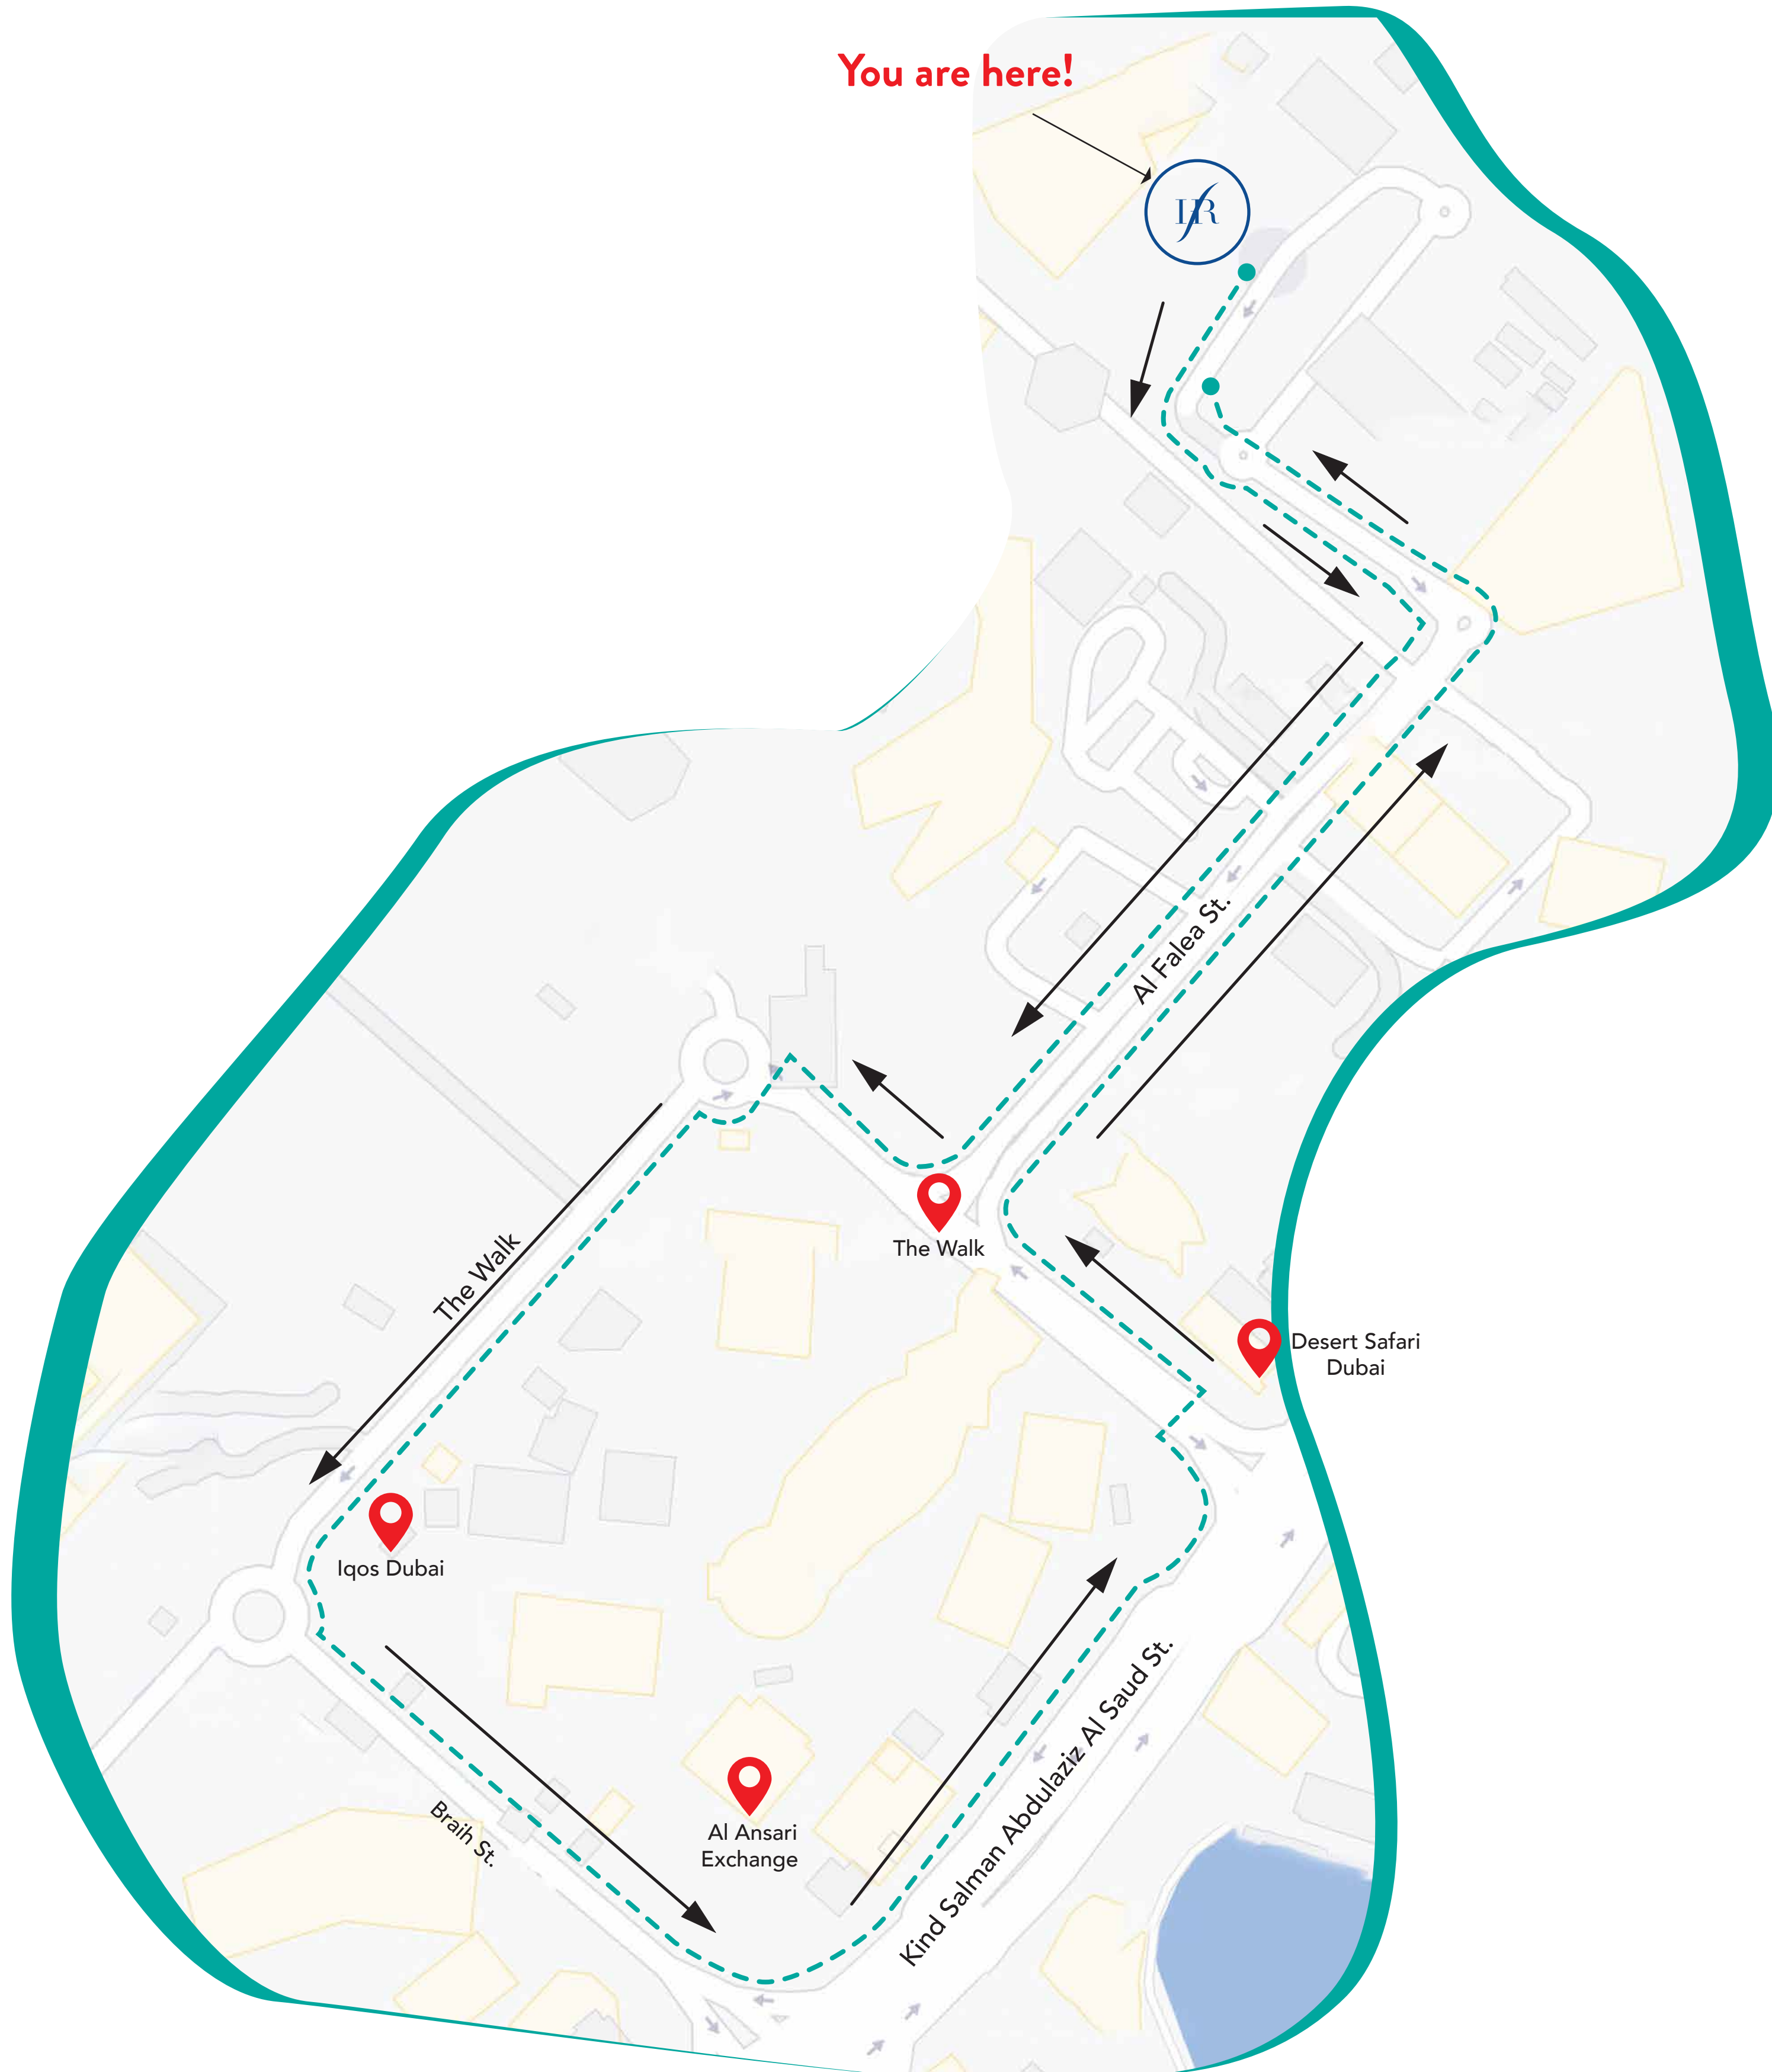 You are here!
IfR
Al Falea St.
The Walk
The Walk
Desert Safari
Dubai
Iqos Dubai
Al Ansari
Exchange
Braih St.
Kind Salman Abdulaziz Al Saud St.